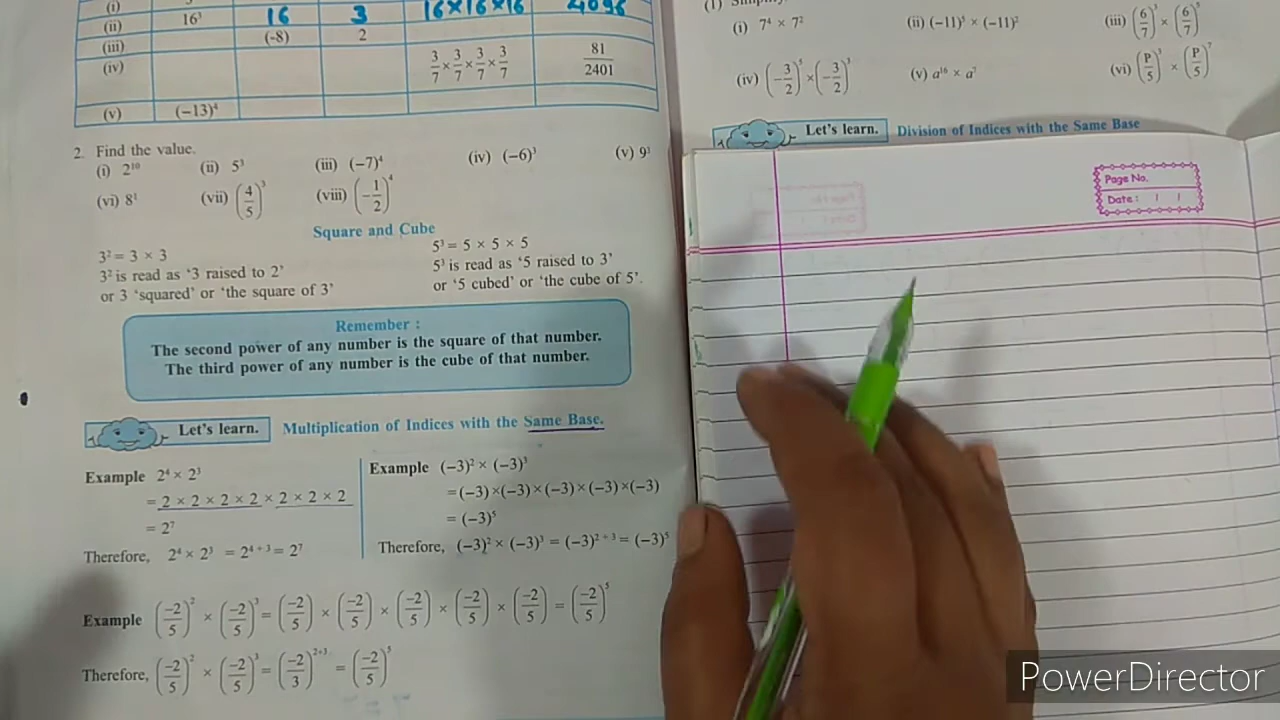 (i)
(ii) 16³ 16 3 16×16×16 4096
(iii) (-8) 2
(iv) 3/7 × 3/7 × 3/7 × 3/7 81/2401
(v) (−13)⁴
2. Find the value.
(i) 2¹⁰ (ii) 5³ (iii) (−7)⁴ (iv) (−6)³ (v) 9³
(vi) 8¹ (vii) (4/5)³ (viii) (−1/2)⁴
Square and Cube
3² = 3 × 3
3² is read as ‘3 raised to 2’
or 3 ‘squared’ or ‘the square of 3’
5³ = 5 × 5 × 5
5³ is read as ‘5 raised to 3’
or ‘5 cubed’ or ‘the cube of 5’.
Remember :
The second power of any number is the square of that number.
The third power of any number is the cube of that number.
Let's learn. Multiplication of Indices with the Same Base.
Example 2⁴ × 2³
= 2 × 2 × 2 × 2 × 2 × 2 × 2
= 2⁷
Therefore, 2⁴ × 2³ = 2⁴⁺³ = 2⁷
Example (−3)² × (−3)³
= (−3) × (−3) × (−3) × (−3) × (−3)
= (−3)⁵
Therefore, (−3)² × (−3)³ = (−3)²⁺³ = (−3)⁵
Example (−2/5)² × (−2/5)³ = (−2/5) × (−2/5) × (−2/5) × (−2/5) × (−2/5) = (−2/5)⁵
Therefore, (−2/5)² × (−2/5)³ = (−2/3)²⁺³ = (−2/5)⁵
(1)
(i) 7⁴ × 7² (ii) (−11)⁵ × (−11)² (iii) (6/7)³ × (6/7)⁵
(iv) (−3/2)⁵ × (−3/2)³ (v) a¹⁶ × a⁷ (vi) (P/5)³ × (P/5)⁷
Let's learn. Division of Indices with the Same Base
Page No.
Date : / /
PowerDirector